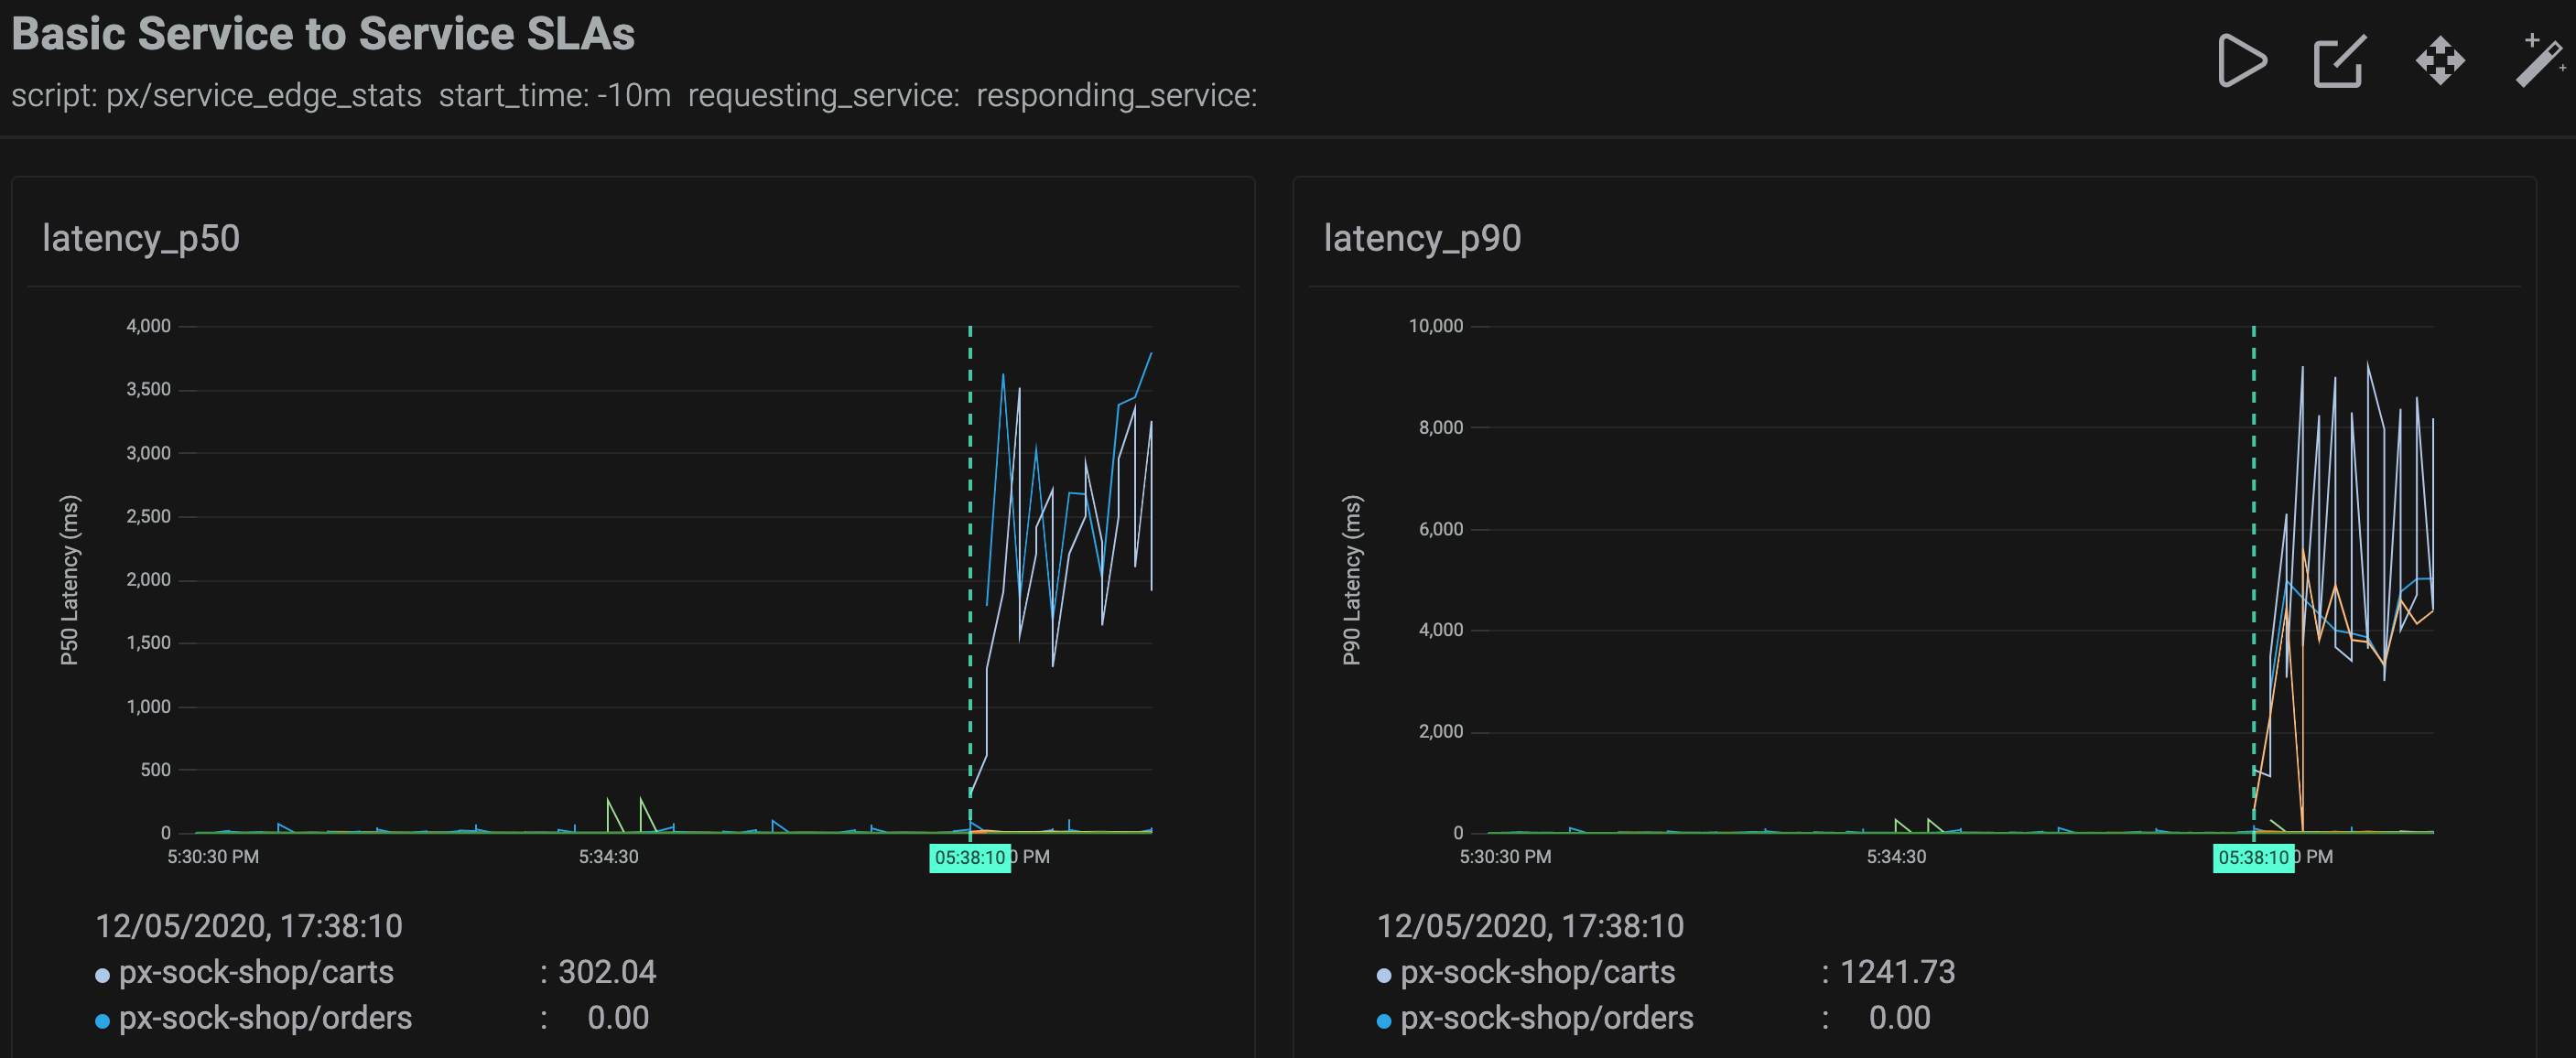 Basic Service to Service SLAs
script: px/service_edge_stats start_time: -10m requesting_service: responding_service:
latency_p50
4,000
3,500
3,000
2,500
2,000
1,500
1,000
500
0
P50 Latency (ms)
5:30:30 PM 5:34:30 05:38:10 0 PM
12/05/2020, 17:38:10
px-sock-shop/carts : 302.04
px-sock-shop/orders : 0.00
latency_p90
10,000
8,000
6,000
4,000
2,000
0
P90 Latency (ms)
5:30:30 PM 5:34:30 05:38:10 0 PM
12/05/2020, 17:38:10
px-sock-shop/carts : 1241.73
px-sock-shop/orders : 0.00